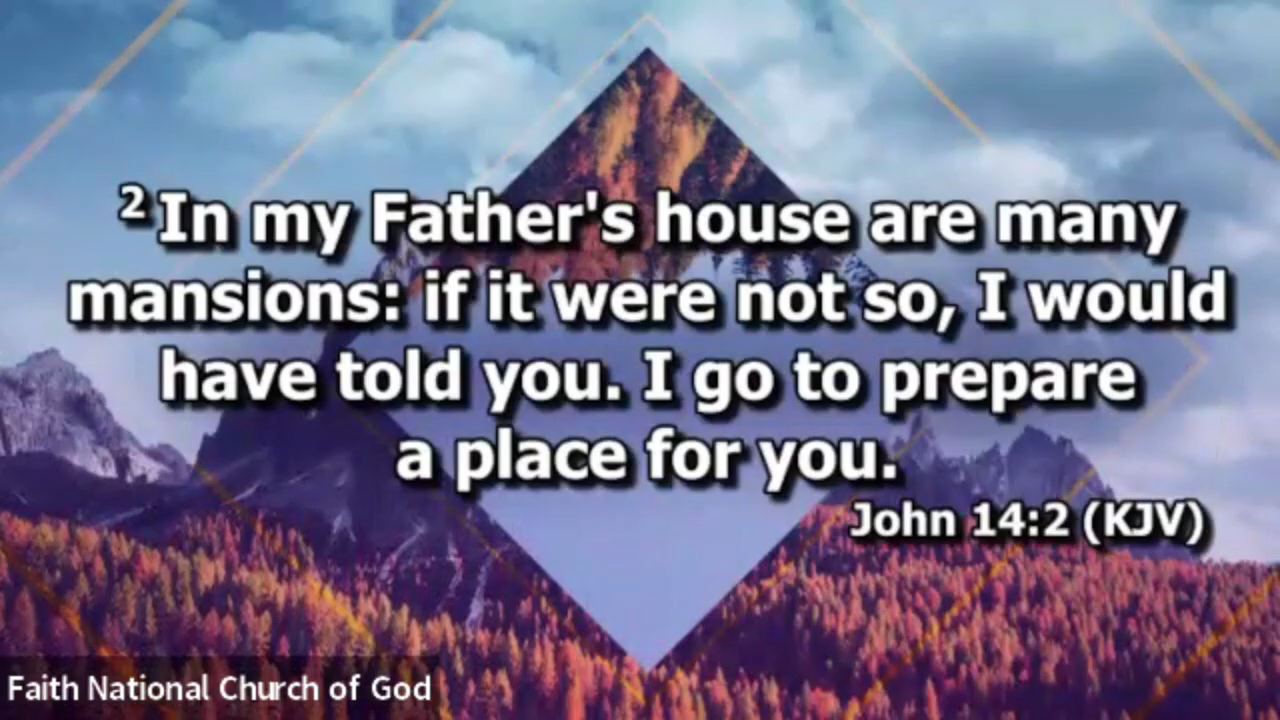 2 In my Father's house are many
mansions: if it were not so, I would
have told you. I go to prepare
a place for you.
John 14:2 (KJV)
Faith National Church of God